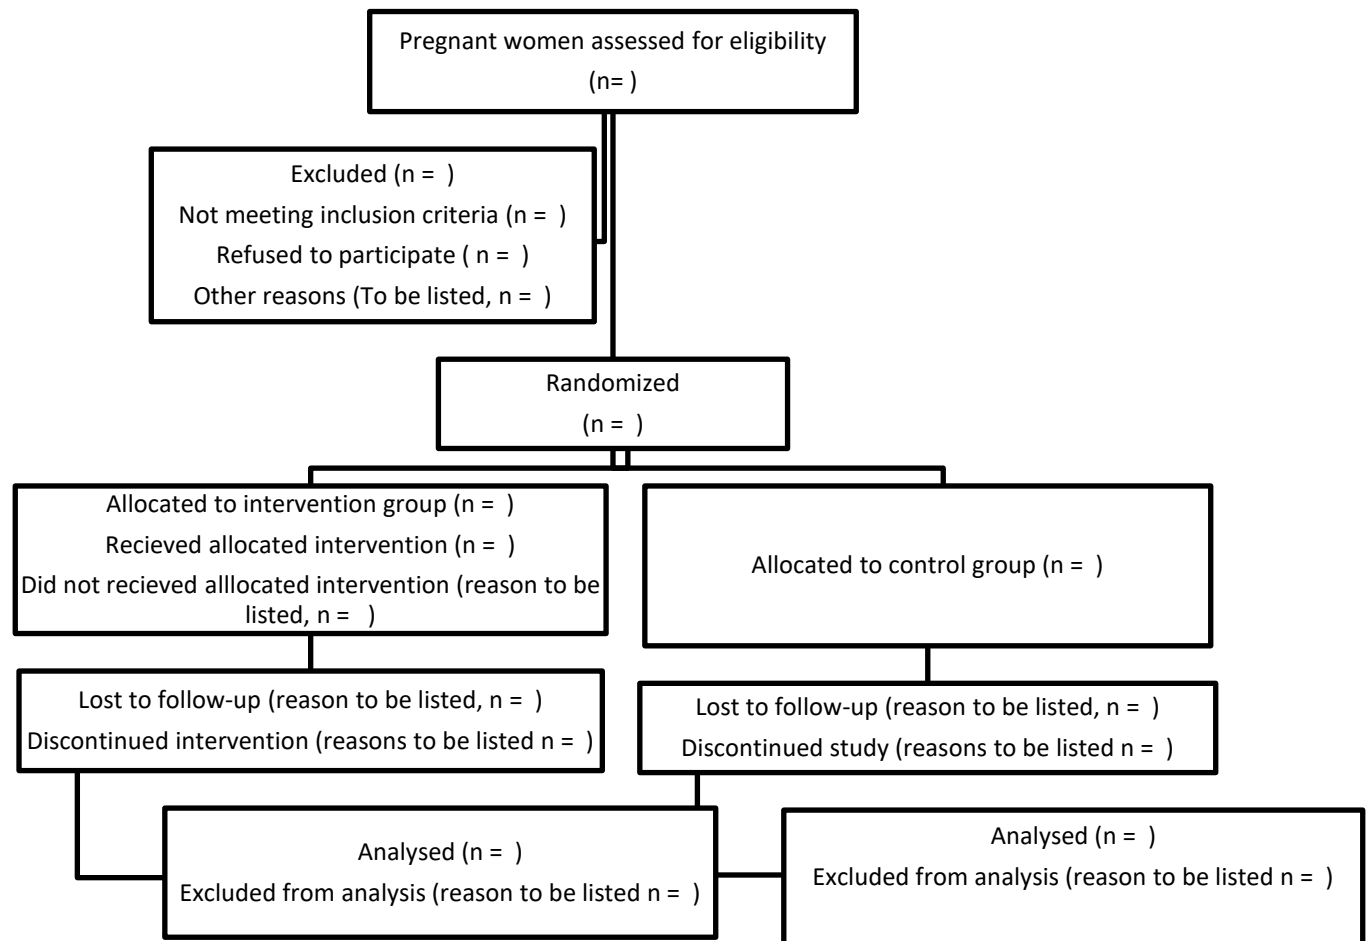 Pregnant women assessed for eligibility
(n= )
Excluded (n =  )
Not meeting inclusion criteria (n =  )
Refused to participate ( n =  )
Other reasons (To be listed, n =  )
Randomized
(n =  )
Allocated to intervention group (n =  )
Recieved allocated intervention (n =  )
Did not recieved alllocated intervention (reason to be
listed, n =   )
Allocated to control group (n =  )
Lost to follow-up (reason to be listed, n =  )
Discontinued intervention (reasons to be listed n =  )
Lost to follow-up (reason to be listed, n =  )
Discontinued study (reasons to be listed n =  )
Analysed (n =  )
Excluded from analysis (reason to be listed n =  )
Analysed (n =  )
Excluded from analysis (reason to be listed n =  )